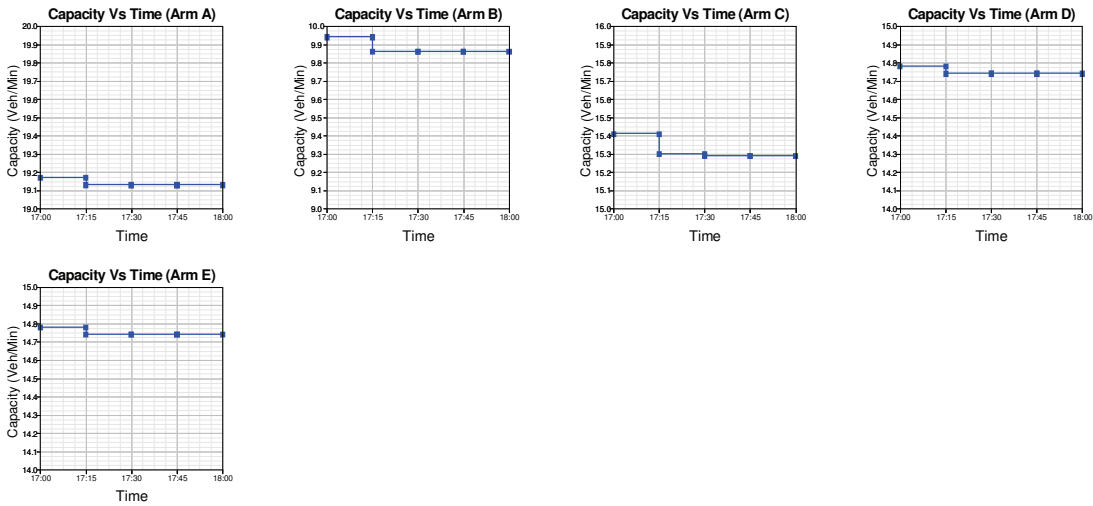 Capacity Vs Time (Arm A)
Capacity (Veh/Min)
20.0
19.9
19.8
19.7
19.6
19.5
19.4
19.3
19.2
19.1
19.0
17:00 17:15 17:30 17:45 18:00
Time
Capacity Vs Time (Arm B)
Capacity (Veh/Min)
10.0
9.9
9.8
9.7
9.6
9.5
9.4
9.3
9.2
9.1
9.0
17:00 17:15 17:30 17:45 18:00
Time
Capacity Vs Time (Arm C)
Capacity (Veh/Min)
16.0
15.9
15.8
15.7
15.6
15.5
15.4
15.3
15.2
15.1
15.0
17:00 17:15 17:30 17:45 18:00
Time
Capacity Vs Time (Arm D)
Capacity (Veh/Min)
15.0
14.9
14.8
14.7
14.6
14.5
14.4
14.3
14.2
14.1
14.0
17:00 17:15 17:30 17:45 18:00
Time
Capacity Vs Time (Arm E)
Capacity (Veh/Min)
15.0
14.9
14.8
14.7
14.6
14.5
14.4
14.3
14.2
14.1
14.0
17:00 17:15 17:30 17:45 18:00
Time